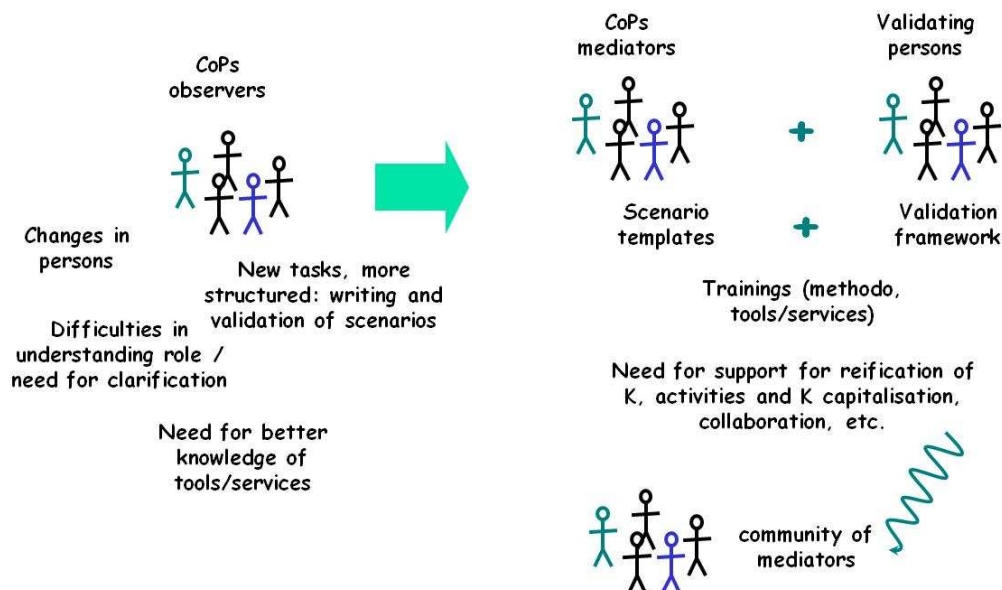 CoPs
observers
Changes in
persons
New tasks, more
structured: writing and
validation of scenarios
Difficulties in
understanding role /
need for clarification
Need for better
knowledge of
tools/services
CoPs
mediators
Validating
persons
Scenario
templates
Validation
framework
Trainings (methodo,
tools/services)
Need for support for reification of
K, activities and K capitalisation,
collaboration, etc.
community of
mediators